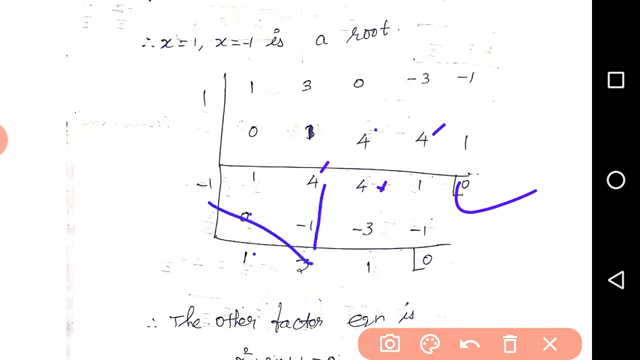 ∴ x=1, x=-1 is a root.
1 | 1 3 0 -3 -1
0 1 4 4 1
-1 | 1 4 4 1 | 0
0 -1 -3 -1
1 3 1 | 0
∴ The other factor eqn is